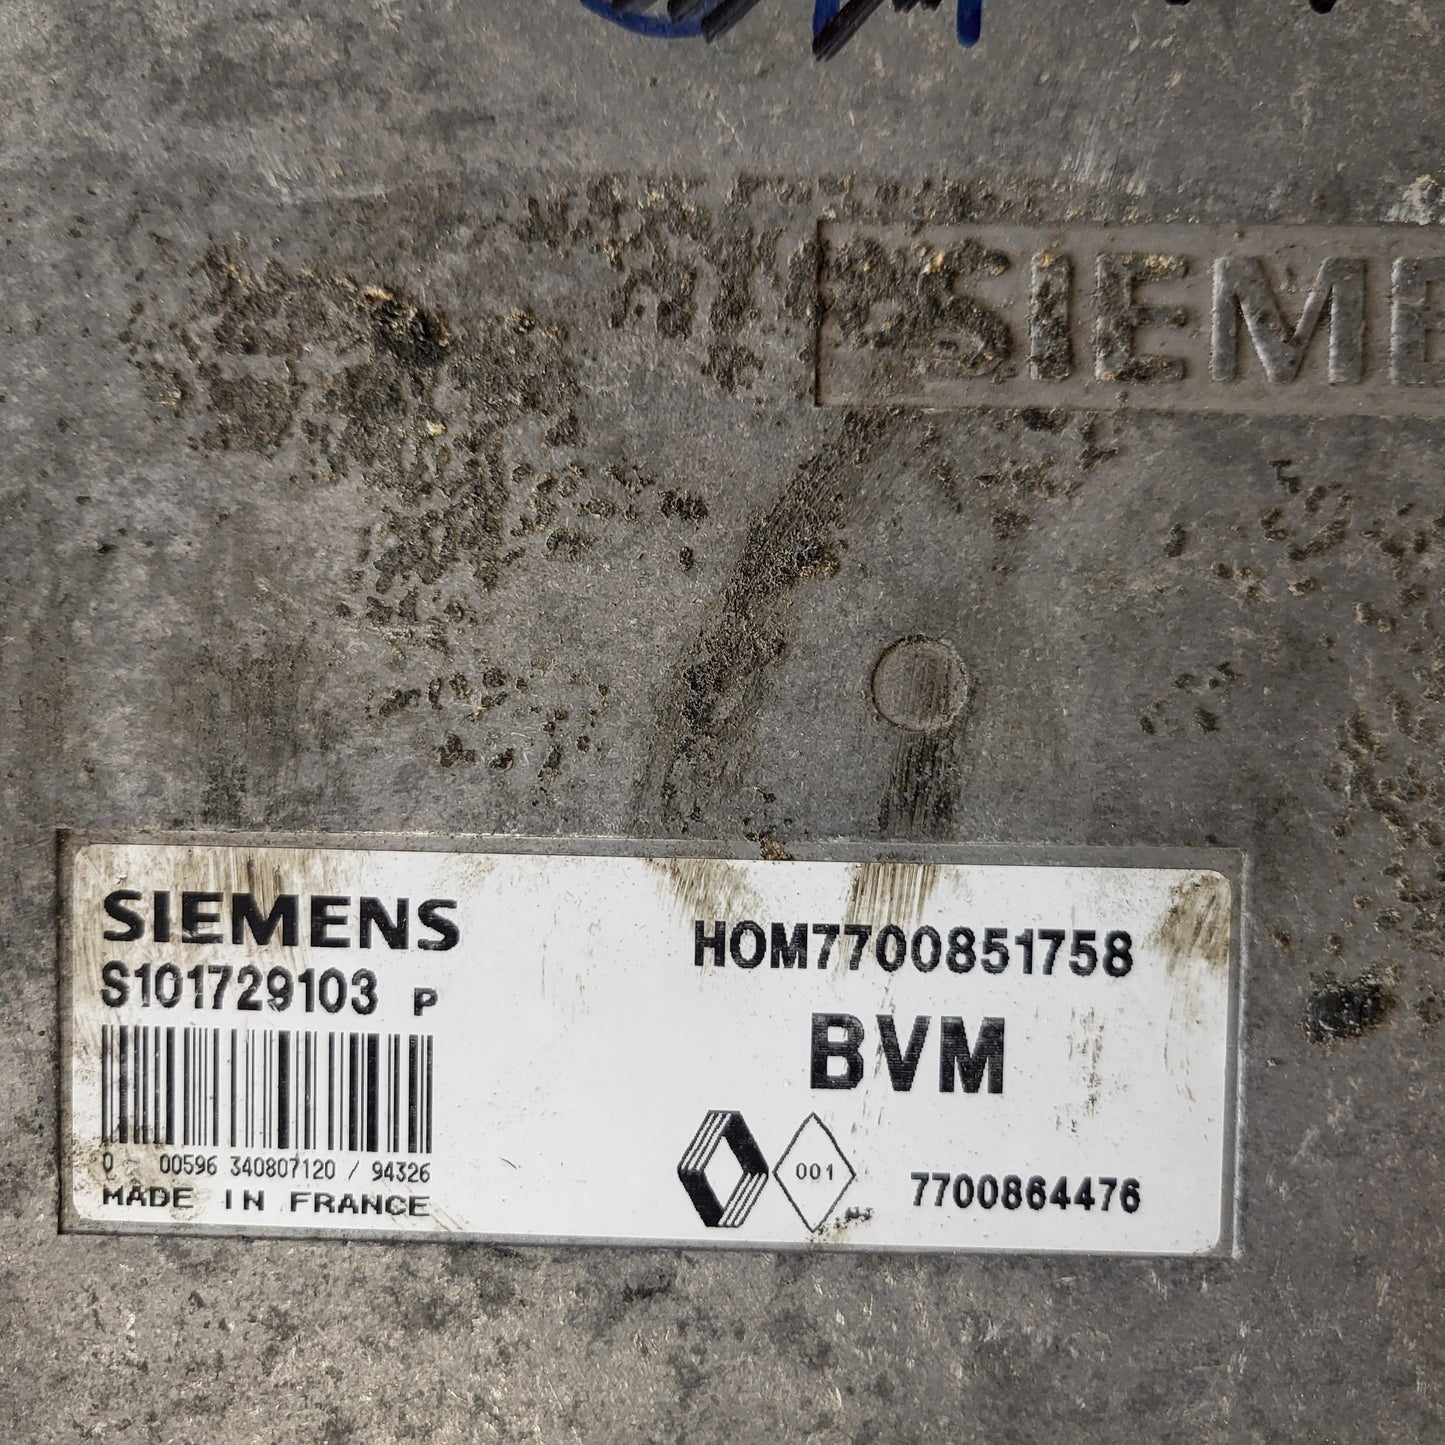 SIEME
SIEMENS
S101729103 P
0 00596 340807120 / 94326
MADE IN FRANCE
HOM7700851758
BVM
001
7700864476